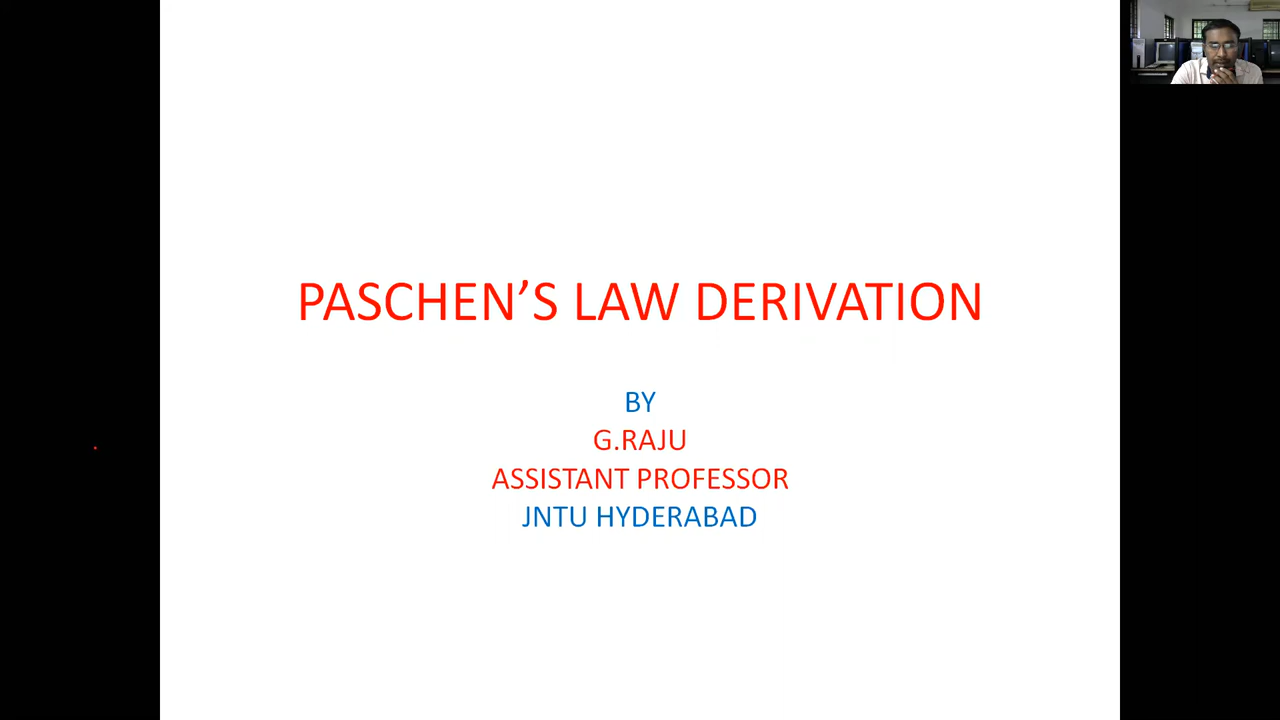 PASCHEN’S LAW DERIVATION
BY
G.RAJU
ASSISTANT PROFESSOR
JNTU HYDERABAD